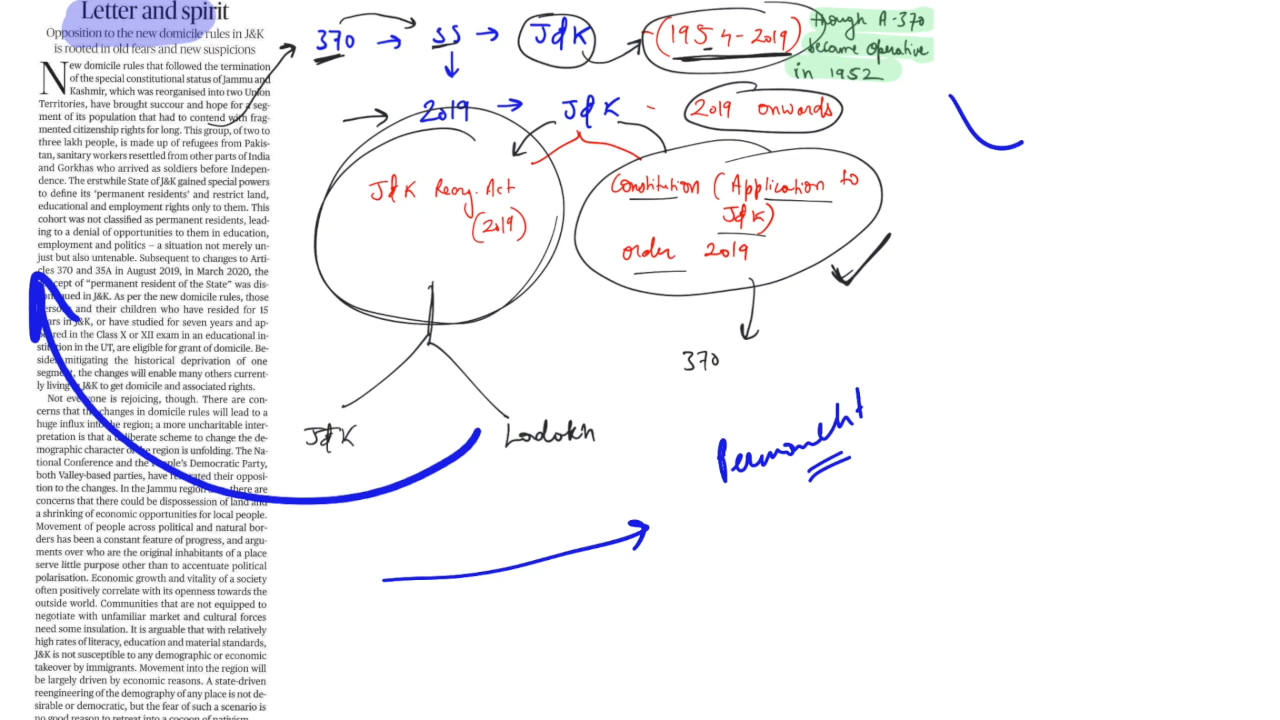 Letter and spirit
Opposition to the new domicile rules in J&K
is rooted in old fears and new suspicions
New domicile rules that followed the termination
of the special constitutional status of Jammu and
Kashmir, which was reorganised into two Union
Territories, have brought succour and hope for a seg-
ment of its population that had to contend with frag-
mented citizenship rights for long. This group, of two to
three lakh people, is made up of refugees from Pakis-
tan, sanitary workers resettled from other parts of India
and Gorkhas who arrived as soldiers before Indepen-
dence. The erstwhile State of J&K gained special powers
to define its ‘permanent residents’ and restrict land,
educational and employment rights only to them. This
cohort was not classified as permanent residents, lead-
ing to a denial of opportunities to them in education,
employment and politics – a situation not merely un-
just but also untenable. Subsequent to changes to Arti-
cles 370 and 35A in August 2019, in March 2020, the
cept of “permanent resident of the State” was dis-
ued in J&K. As per the new domicile rules, those
and their children who have resided for 15
rs in J&K, or have studied for seven years and ap-
red in the Class X or XII exam in an educational in-
stitution in the UT, are eligible for grant of domicile. Be-
sides mitigating the historical deprivation of one
segment, the changes will enable many others current-
ly living in J&K to get domicile and associated rights.
Not everyone is rejoicing, though. There are con-
cerns that the changes in domicile rules will lead to a
huge influx into the region; a more uncharitable inter-
pretation is that a deliberate scheme to change the de-
mographic character of the region is unfolding. The Na-
tional Conference and the People’s Democratic Party,
both Valley-based parties, have reiterated their opposi-
tion to the changes. In the Jammu region too, there are
concerns that there could be dispossession of land and
a shrinking of economic opportunities for local people.
Movement of people across political and natural bor-
ders has been a constant feature of progress, and argu-
ments over who are the original inhabitants of a place
serve little purpose other than to accentuate political
polarisation. Economic growth and vitality of a society
often positively correlate with its openness towards the
outside world. Communities that are not equipped to
negotiate with unfamiliar market and cultural forces
need some insulation. It is arguable that with relatively
high rates of literacy, education and material standards,
J&K is not susceptible to any demographic or economic
takeover by immigrants. Movement into the region will
be largely driven by economic reasons. A state-driven
reengineering of the demography of any place is not de-
sirable or democratic, but the fear of such a scenario is
no good reason to retreat into a cocoon of nativism.
370 → → J&K (1954-2019)
though A-370
became operative
in 1952
2019 → J&K - 2019 onwards
J&K Reorg. Act
(2019)
Constitution (Application to
J&K)
order 2019
370
J&K
Ladakh
Permanent